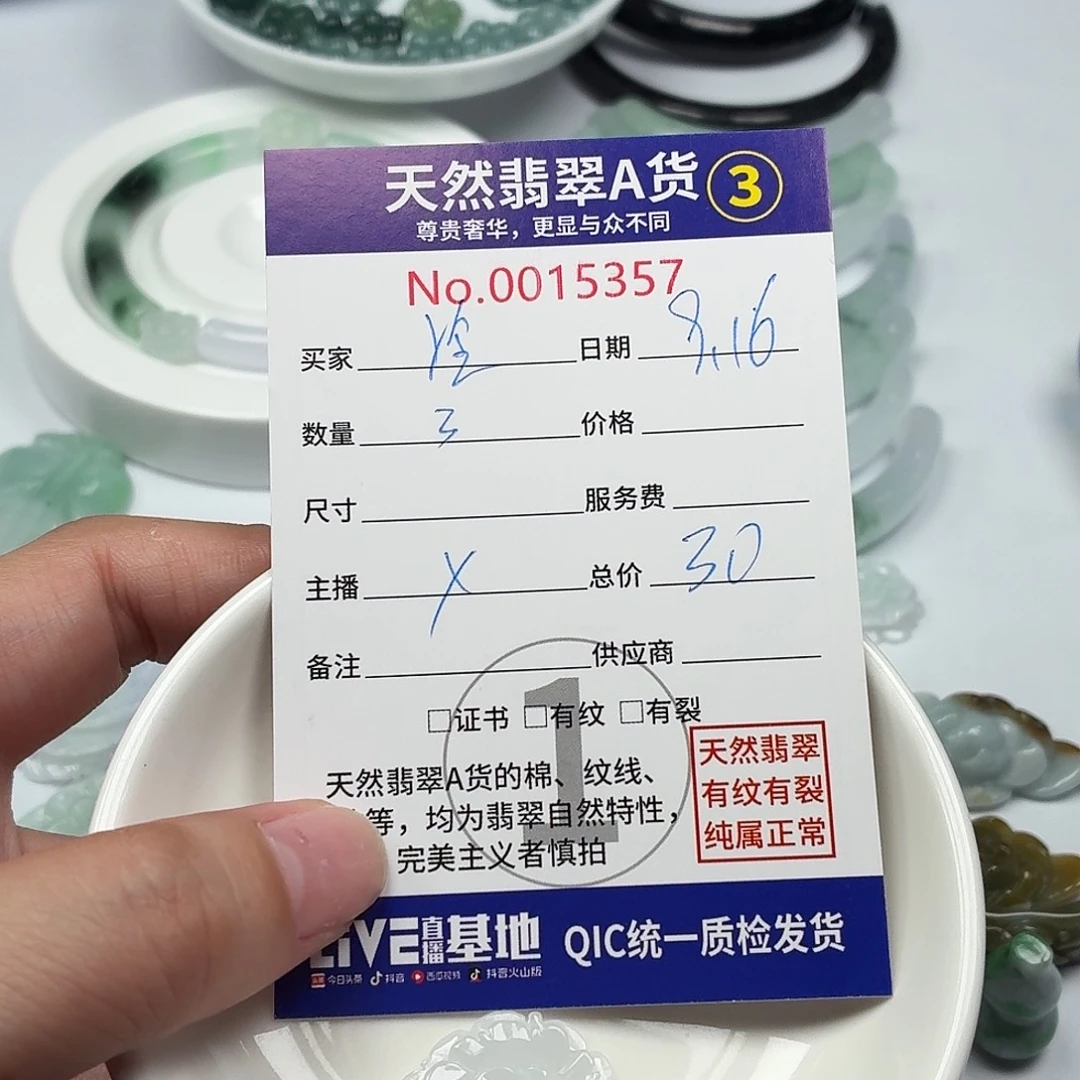 天然翡翠A货 3
尊贵奢华，更显与众不同
No.0015357
买家 日期 9.16
数量 3 价格
尺寸 服务费
主播 X 总价 30
备注 供应商
1
□证书 □有纹 □有裂
天然翡翠A货的棉、纹线、
等，均为翡翠自然特性，
完美主义者慎拍
天然翡翠
有纹有裂
纯属正常
LIVE直播基地 QIC统一质检发货
今日头条 抖音 西瓜视频 抖音火山版